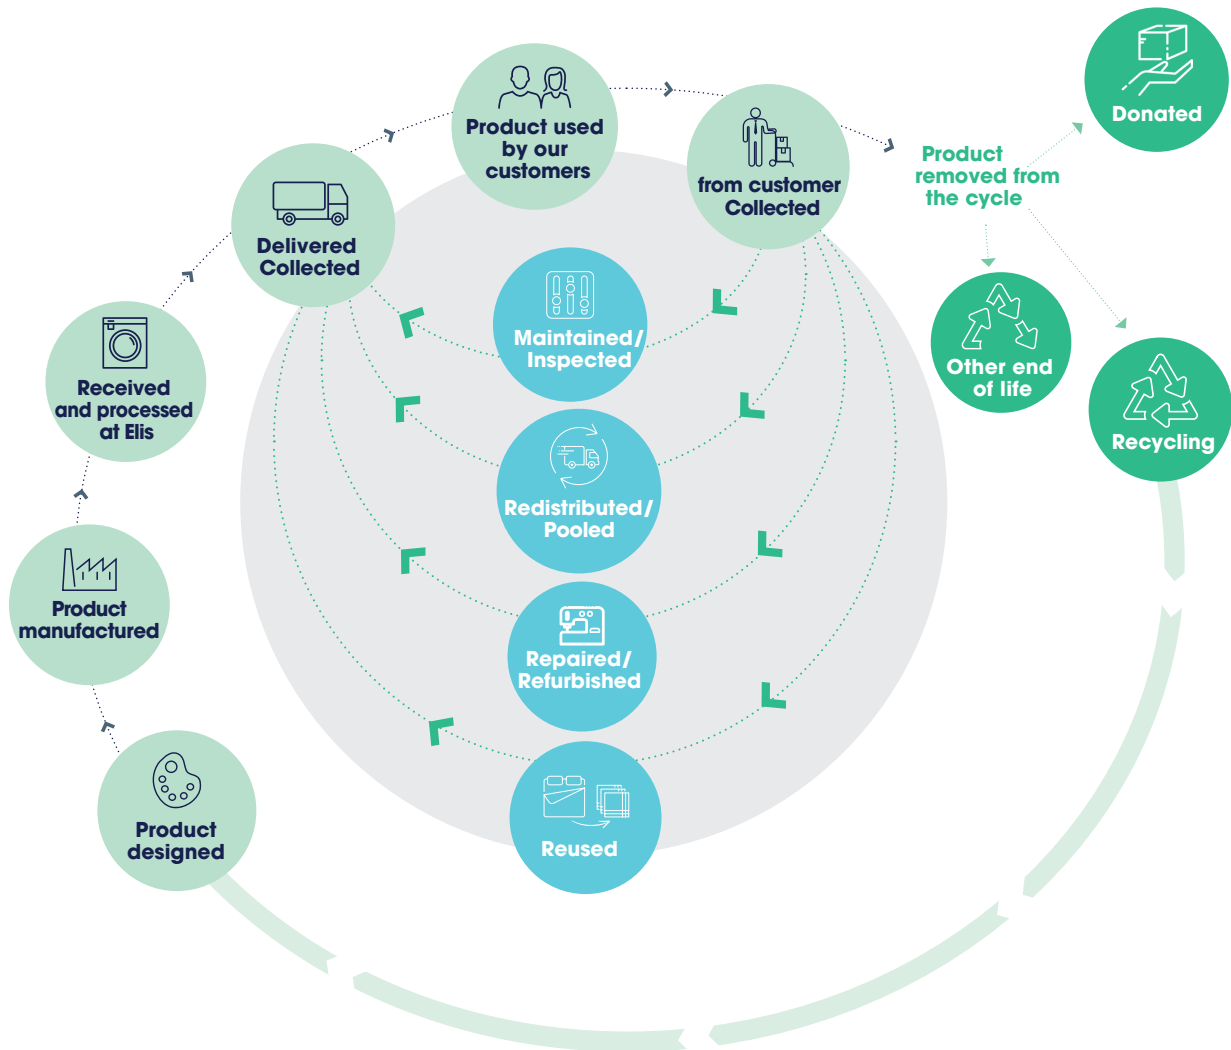 Donated
Product used
by our
customers
Product
removed from
the cycle
from customer
Collected
Delivered
Collected
Maintained/
Inspected
Received
and processed
at Elis
Other end
of life
Recycling
Redistributed/
Pooled
Product
manufactured
Repaired/
Refurbished
Product
designed
Reused